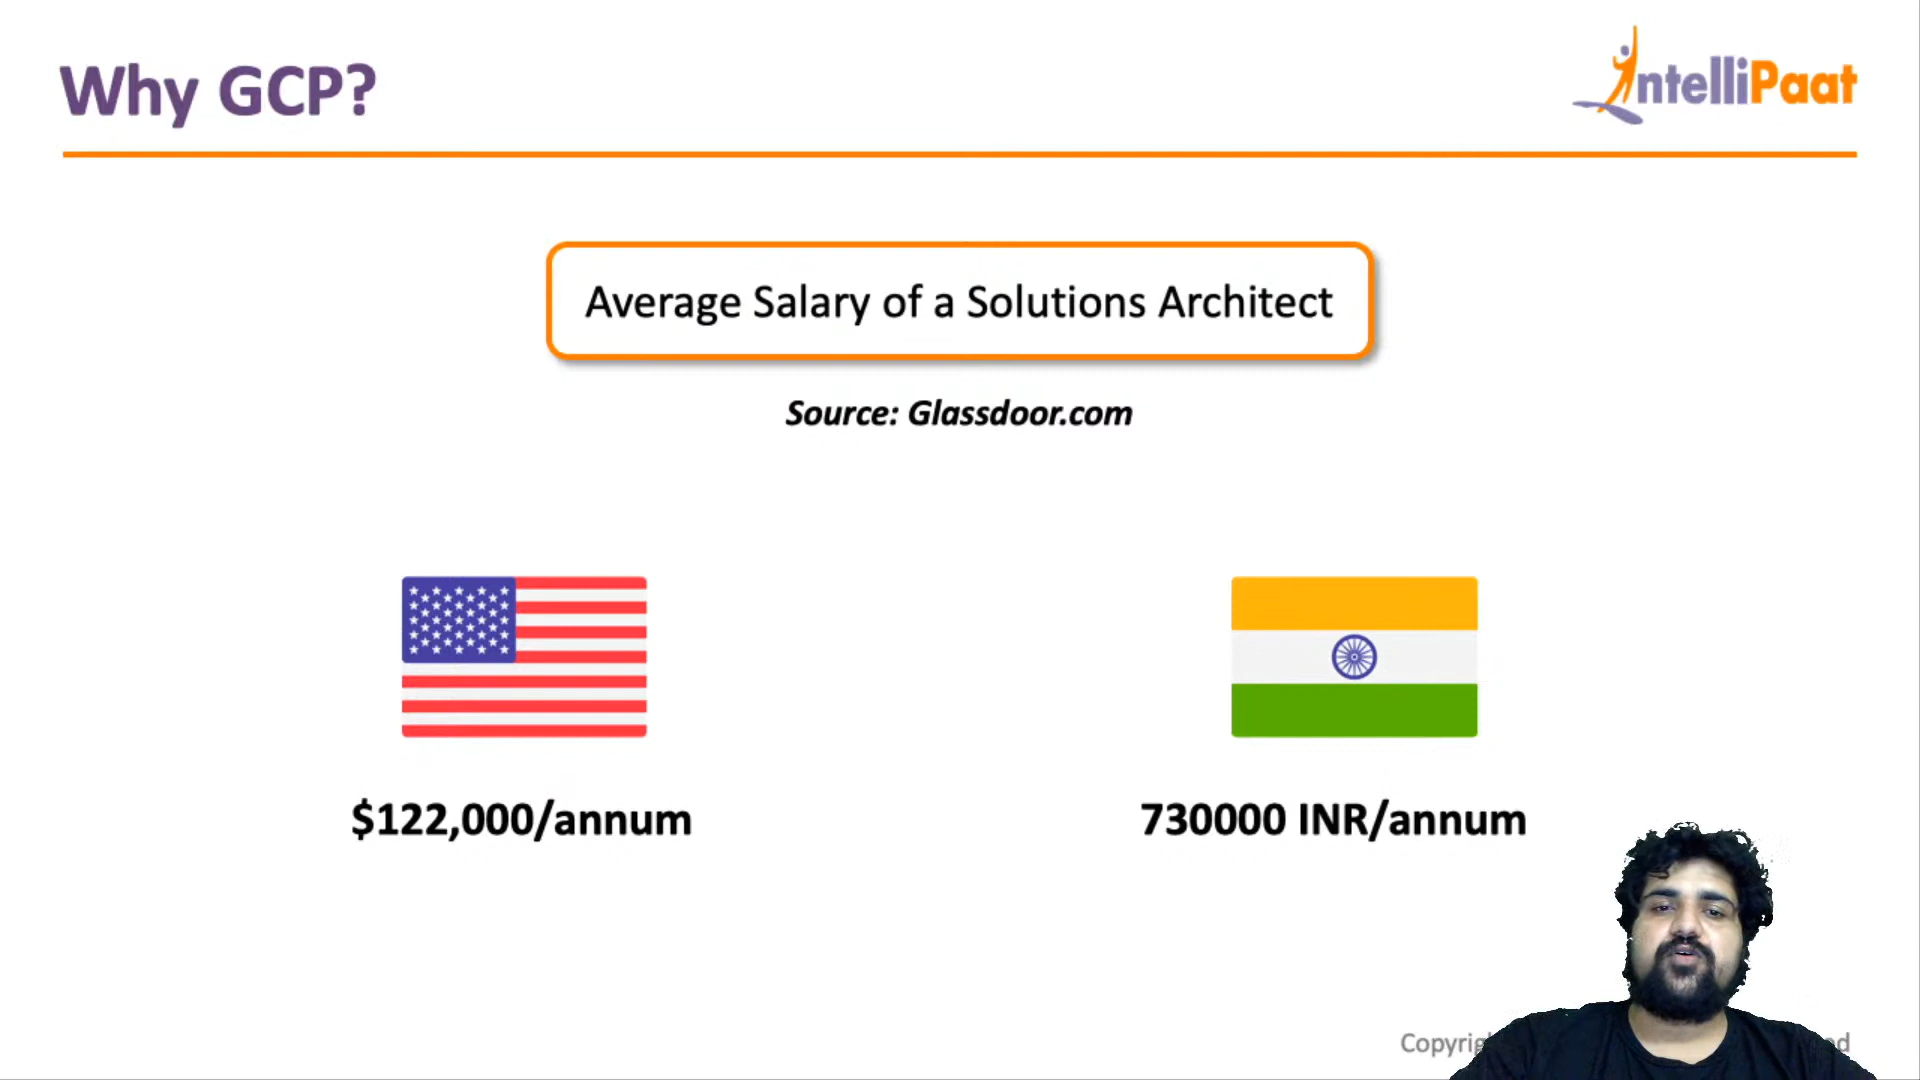 Why GCP?
IntelliPaat
Average Salary of a Solutions Architect
Source: Glassdoor.com
$122,000/annum
730000 INR/annum